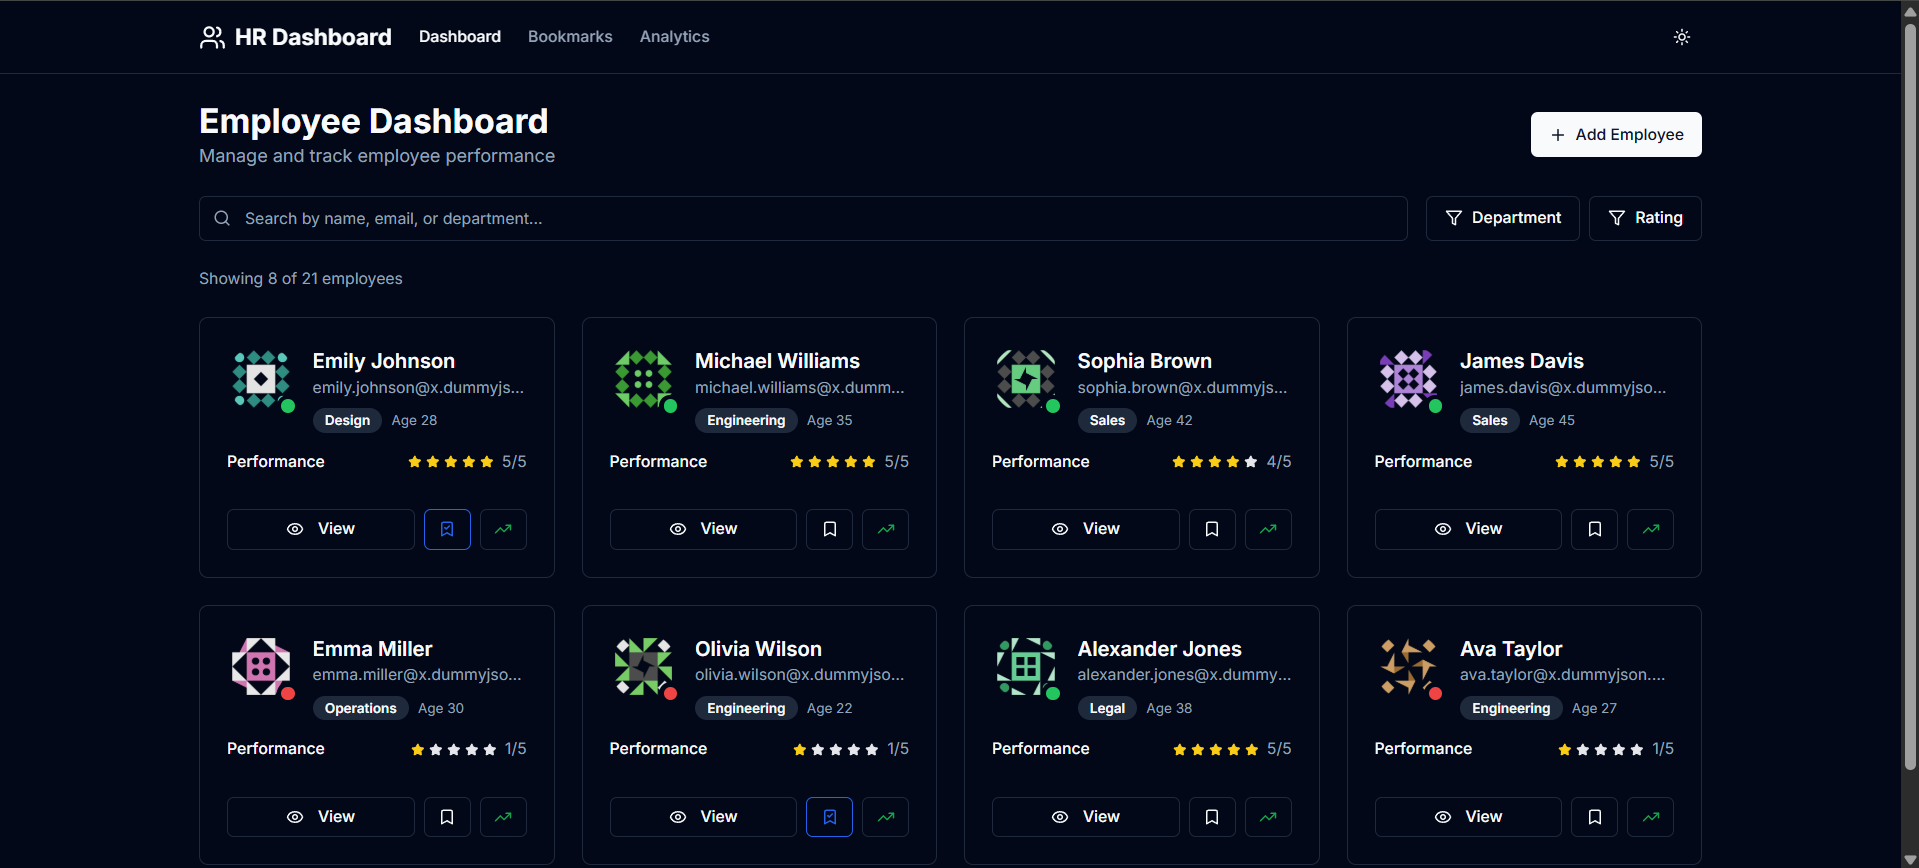 HR Dashboard Dashboard Bookmarks Analytics
Employee Dashboard
Manage and track employee performance
Add Employee
Search by name, email, or department...
Department
Rating
Showing 8 of 21 employees
Emily Johnson
emily.johnson@x.dummyjs...
Design Age 28
Performance 5/5
View
Michael Williams
michael.williams@x.dumm...
Engineering Age 35
Performance 5/5
View
Sophia Brown
sophia.brown@x.dummyjs...
Sales Age 42
Performance 4/5
View
James Davis
james.davis@x.dummyjso...
Sales Age 45
Performance 5/5
View
Emma Miller
emma.miller@x.dummyjso...
Operations Age 30
Performance 1/5
View
Olivia Wilson
olivia.wilson@x.dummyjso...
Engineering Age 22
Performance 1/5
View
Alexander Jones
alexander.jones@x.dummy...
Legal Age 38
Performance 5/5
View
Ava Taylor
ava.taylor@x.dummyjson....
Engineering Age 27
Performance 1/5
View